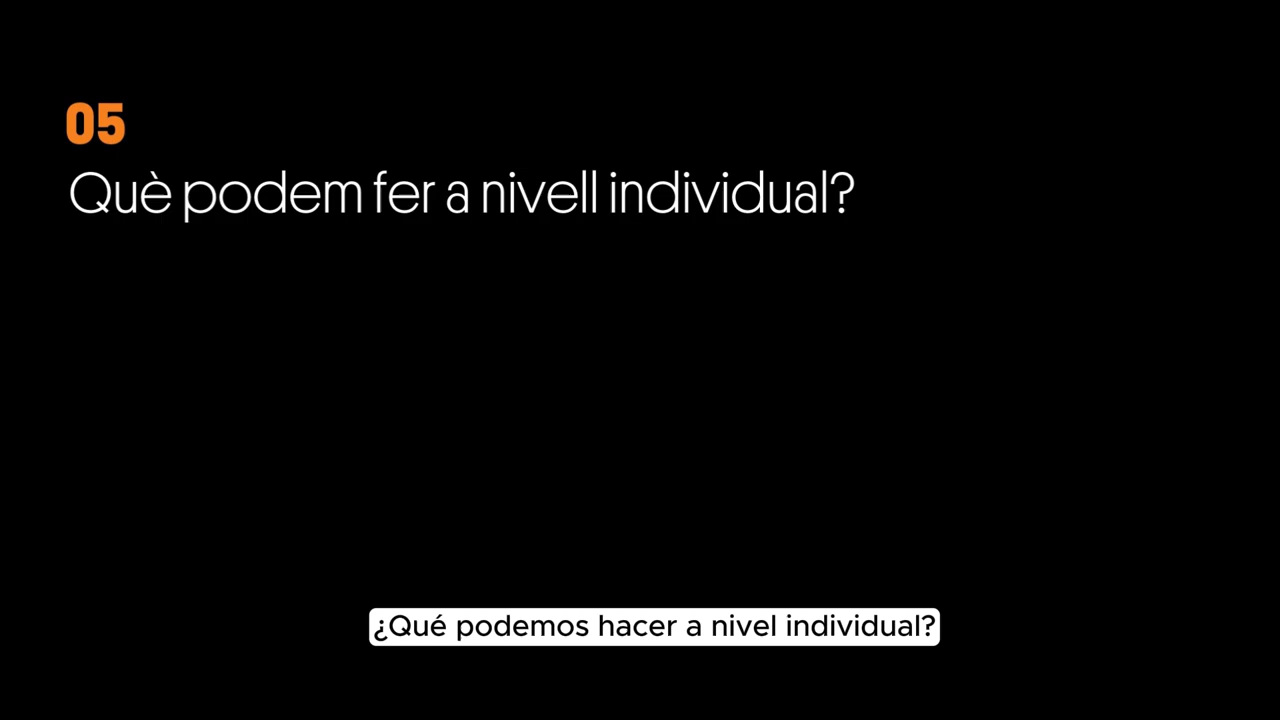 05
Què podem fer a nivell individual?
¿Qué podemos hacer a nivel individual?